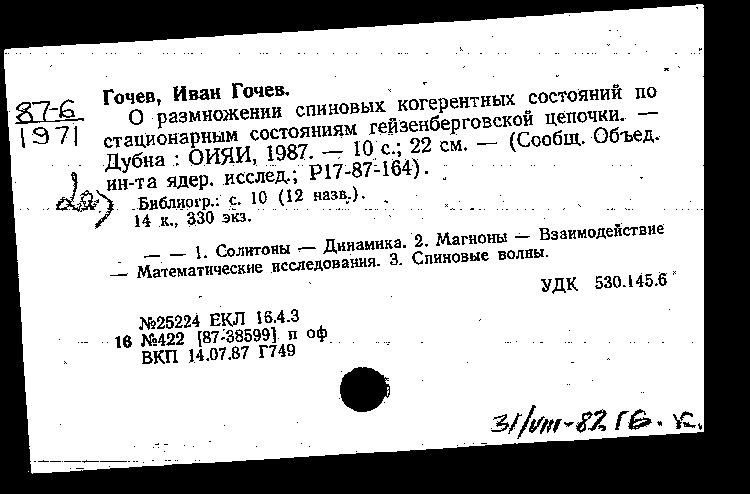 Гочев, Иван Гочев.
87-6
1971
О размножении спиновых когерентных состояний по
стационарным состояниям гейзенберговской цепочки. —
Дубна : ОИЯИ, 1987. — 10 с.; 22 см. — (Сообщ. Объед.
ин-та ядер. исслед.; Р17-87-164).
Библиогр.: с. 10 (12 назв.).
14 к., 330 экз.
— — 1. Солитоны — Динамика. 2. Магноны — Взаимодействие
— Математические исследования. 3. Спиновые волны.
УДК 530.145.6
№25224 ЕКЛ 16.4.3
16 №422 [87-38599] п оф
ВКП 14.07.87 Г749
31/VIII-87